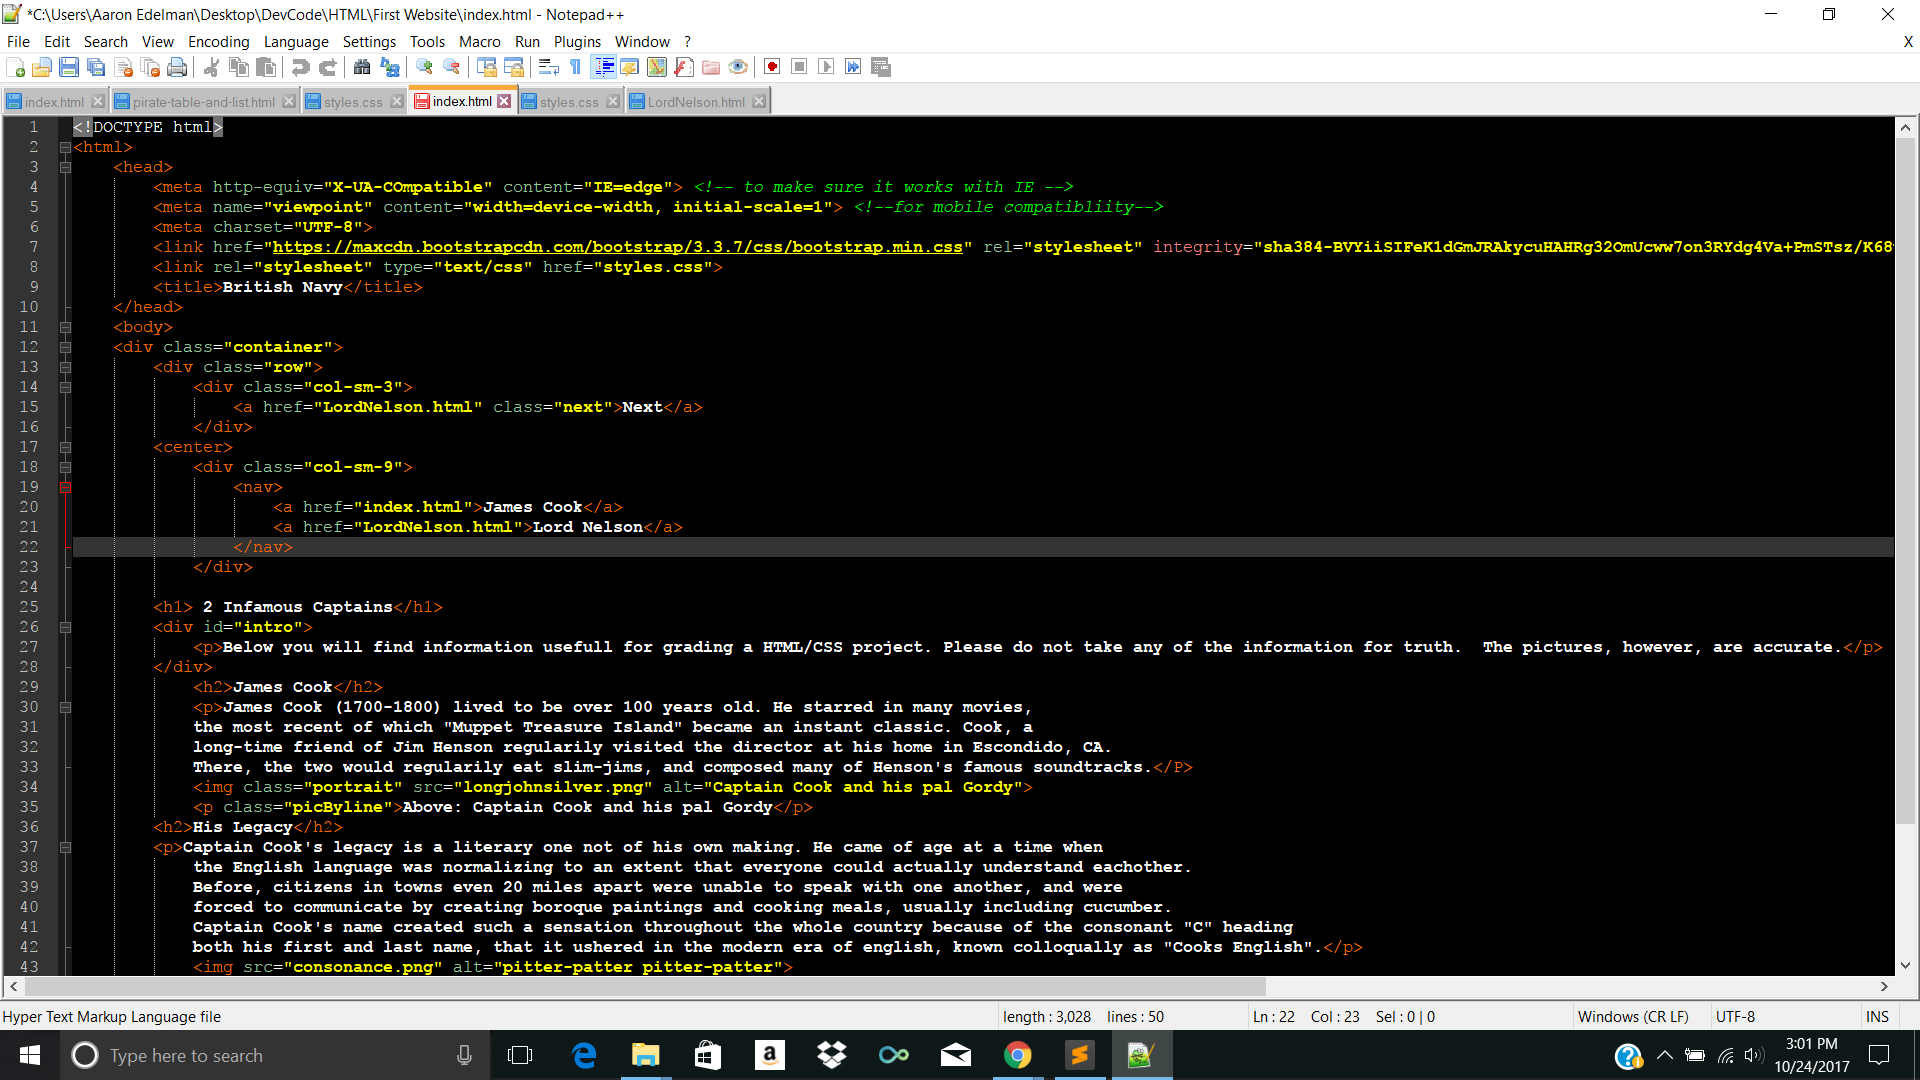 *C:\Users\Aaron Edelman\Desktop\DevCode\HTML\First Website\index.html - Notepad++
File Edit Search View Encoding Language Settings Tools Macro Run Plugins Window ? X
index.html pirate-table-and-list.html styles.css index.html styles.css LordNelson.html
1 <!DOCTYPE html>
2 <html>
3 <head>
4 <meta http-equiv="X-UA-COmpatible" content="IE=edge"> <!-- to make sure it works with IE -->
5 <meta name="viewpoint" content="width=device-width, initial-scale=1"> <!--for mobile compatibliity-->
6 <meta charset="UTF-8">
7 <link href="https://maxcdn.bootstrapcdn.com/bootstrap/3.3.7/css/bootstrap.min.css" rel="stylesheet" integrity="sha384-BVYiiSIFeK1dGmJRAkycuHAHRg32OmUcww7on3RYdg4Va+PmSTsz/K68
8 <link rel="stylesheet" type="text/css" href="styles.css">
9 <title>British Navy</title>
10 </head>
11 <body>
12 <div class="container">
13 <div class="row">
14 <div class="col-sm-3">
15 <a href="LordNelson.html" class="next">Next</a>
16 </div>
17 <center>
18 <div class="col-sm-9">
19 <nav>
20 <a href="index.html">James Cook</a>
21 <a href="LordNelson.html">Lord Nelson</a>
22 </nav>
23 </div>
24
25 <h1> 2 Infamous Captains</h1>
26 <div id="intro">
27 <p>Below you will find information usefull for grading a HTML/CSS project. Please do not take any of the information for truth.  The pictures, however, are accurate.</p>
28 </div>
29 <h2>James Cook</h2>
30 <p>James Cook (1700-1800) lived to be over 100 years old. He starred in many movies,
31 the most recent of which "Muppet Treasure Island" became an instant classic. Cook, a
32 long-time friend of Jim Henson regularily visited the director at his home in Escondido, CA.
33 There, the two would regularily eat slim-jims, and composed many of Henson's famous soundtracks.</P>
34 <img class="portrait" src="longjohnsilver.png" alt="Captain Cook and his pal Gordy">
35 <p class="picByline">Above: Captain Cook and his pal Gordy</p>
36 <h2>His Legacy</h2>
37 <p>Captain Cook's legacy is a literary one not of his own making. He came of age at a time when
38 the English language was normalizing to an extent that everyone could actually understand eachother.
39 Before, citizens in towns even 20 miles apart were unable to speak with one another, and were
40 forced to communicate by creating boroque paintings and cooking meals, usually including cucumber.
41 Captain Cook's name created such a sensation throughout the whole country because of the consonant "C" heading
42 both his first and last name, that it ushered in the modern era of english, known colloqually as "Cooks English".</p>
43 <img src="consonance.png" alt="pitter-patter pitter-patter">
Hyper Text Markup Language file length : 3,028 lines : 50 Ln : 22 Col : 23 Sel : 0 | 0 Windows (CR LF) UTF-8 INS
Type here to search
3:01 PM
10/24/2017